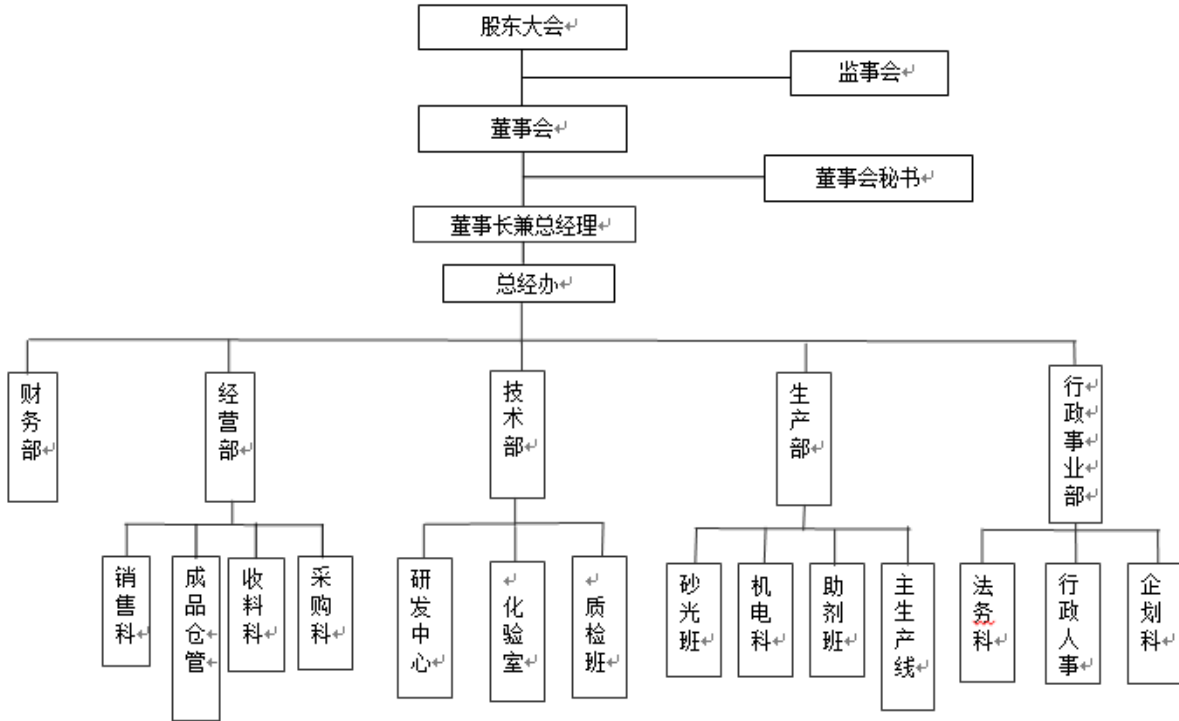 股东大会
监事会
董事会
董事会秘书
董事长兼总经理
总经办
财务部
经营部
技术部
生产部
行政事业部
销售科
成品仓管
收料科
采购科
研发中心
化验室
质检班
砂光班
机电科
助剂班
主生产线
法务科
行政人事
企划科